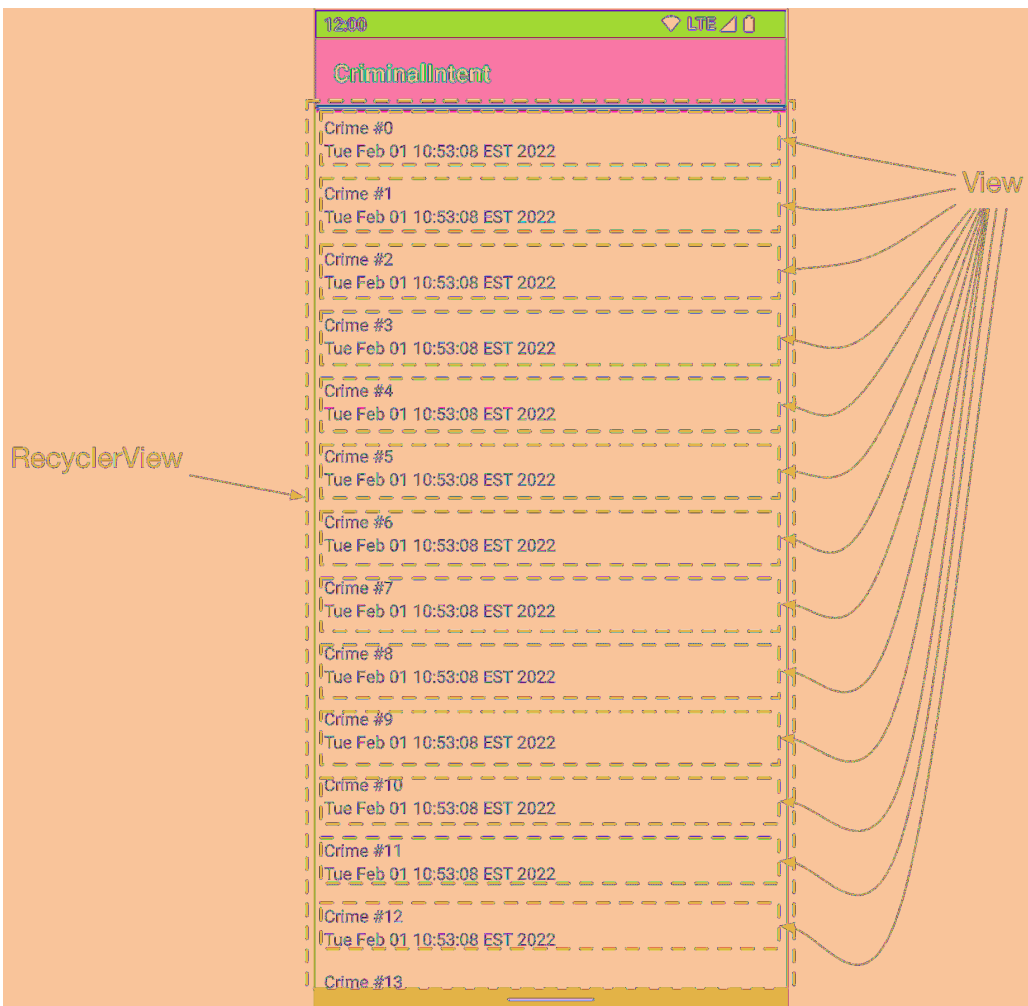 12:00 LTE
CriminalIntent
Crime #0
Tue Feb 01 10:53:08 EST 2022
View
Crime #1
Tue Feb 01 10:53:08 EST 2022
Crime #2
Tue Feb 01 10:53:08 EST 2022
Crime #3
Tue Feb 01 10:53:08 EST 2022
Crime #4
Tue Feb 01 10:53:08 EST 2022
RecyclerView
Crime #5
Tue Feb 01 10:53:08 EST 2022
Crime #6
Tue Feb 01 10:53:08 EST 2022
Crime #7
Tue Feb 01 10:53:08 EST 2022
Crime #8
Tue Feb 01 10:53:08 EST 2022
Crime #9
Tue Feb 01 10:53:08 EST 2022
Crime #10
Tue Feb 01 10:53:08 EST 2022
Crime #11
Tue Feb 01 10:53:08 EST 2022
Crime #12
Tue Feb 01 10:53:08 EST 2022
Crime #13